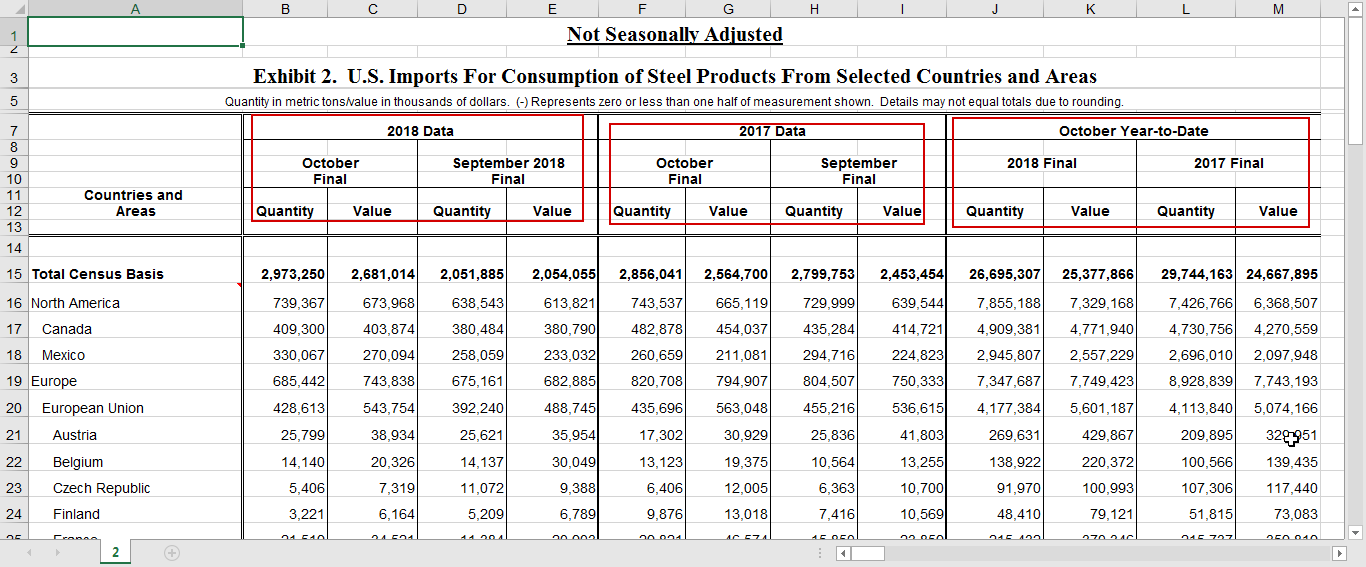 A B C D E F G H I J K L M
1 Not Seasonally Adjusted
2
3 Exhibit 2. U.S. Imports For Consumption of Steel Products From Selected Countries and Areas
5 Quantity in metric tons/value in thousands of dollars. (-) Represents zero or less than one half of measurement shown. Details may not equal totals due to rounding.
7 2018 Data 2017 Data October Year-to-Date
8
9 October September 2018 October September 2018 Final 2017 Final
10 Final Final Final Final
11 Countries and
12 Areas Quantity Value Quantity Value Quantity Value Quantity Value Quantity Value Quantity Value
13
14
15 Total Census Basis 2,973,250 2,681,014 2,051,885 2,054,055 2,856,041 2,564,700 2,799,753 2,453,454 26,695,307 25,377,866 29,744,163 24,667,895
16 North America 739,367 673,968 638,543 613,821 743,537 665,119 729,999 639,544 7,855,188 7,329,168 7,426,766 6,368,507
17 Canada 409,300 403,874 380,484 380,790 482,878 454,037 435,284 414,721 4,909,381 4,771,940 4,730,756 4,270,559
18 Mexico 330,067 270,094 258,059 233,032 260,659 211,081 294,716 224,823 2,945,807 2,557,229 2,696,010 2,097,948
19 Europe 685,442 743,838 675,161 682,885 820,708 794,907 804,507 750,333 7,347,687 7,749,423 8,928,839 7,743,193
20 European Union 428,613 543,754 392,240 488,745 435,696 563,048 455,216 536,615 4,177,384 5,601,187 4,113,840 5,074,166
21 Austria 25,799 38,934 25,621 35,954 17,302 30,929 25,836 41,803 269,631 429,867 209,895
22 Belgium 14,140 20,326 14,137 30,049 13,123 19,375 10,564 13,255 138,922 220,372 100,566 139,435
23 Czech Republic 5,406 7,319 11,072 9,388 6,406 12,005 6,363 10,700 91,970 100,993 107,306 117,440
24 Finland 3,221 6,164 5,209 6,789 9,876 13,018 7,416 10,569 48,410 79,121 51,815 73,083
2